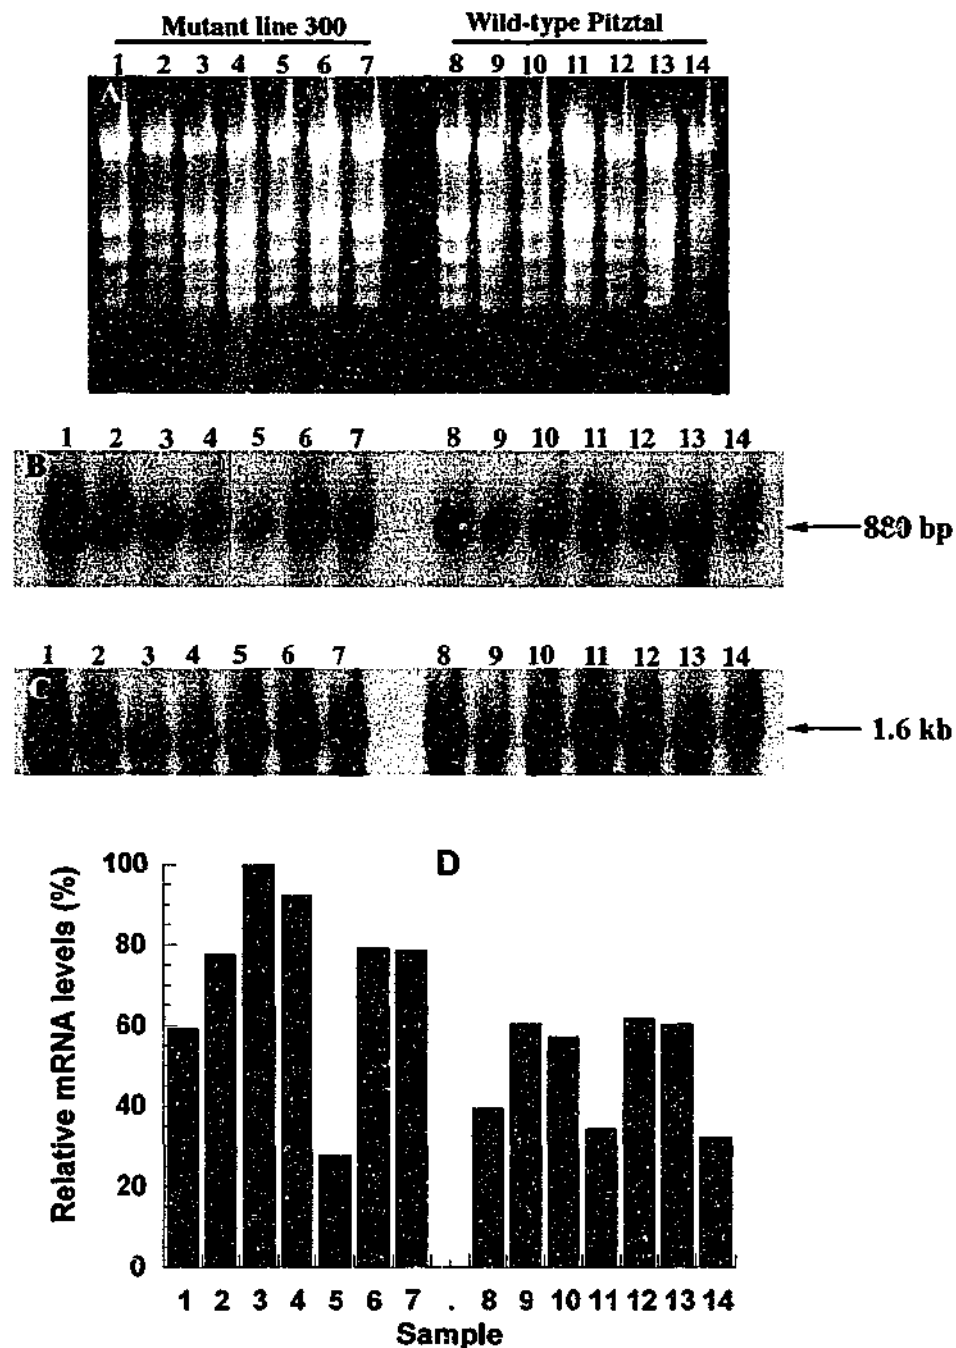 Mutant line 300 Wild-type Pitztal
1 2 3 4 5 6 7 8 9 10 11 12 13 14
A
1 2 3 4 5 6 7 8 9 10 11 12 13 14
B
880 bp
1 2 3 4 5 6 7 8 9 10 11 12 13 14
C
1.6 kb
D
Relative mRNA levels (%)
100
80
60
40
20
0
1 2 3 4 5 6 7 . 8 9 10 11 12 13 14
Sample